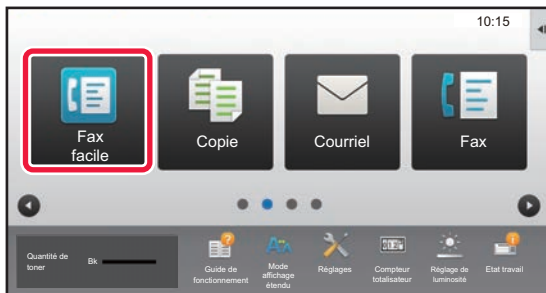 10:15
Fax
facile
Copie
Courriel
Fax
Quantité de
toner
Bk
Guide de
fonctionnement
Mode
affichage
étendu
Réglages
Compteur
totalisateur
Réglage de
luminosité
Etat travail